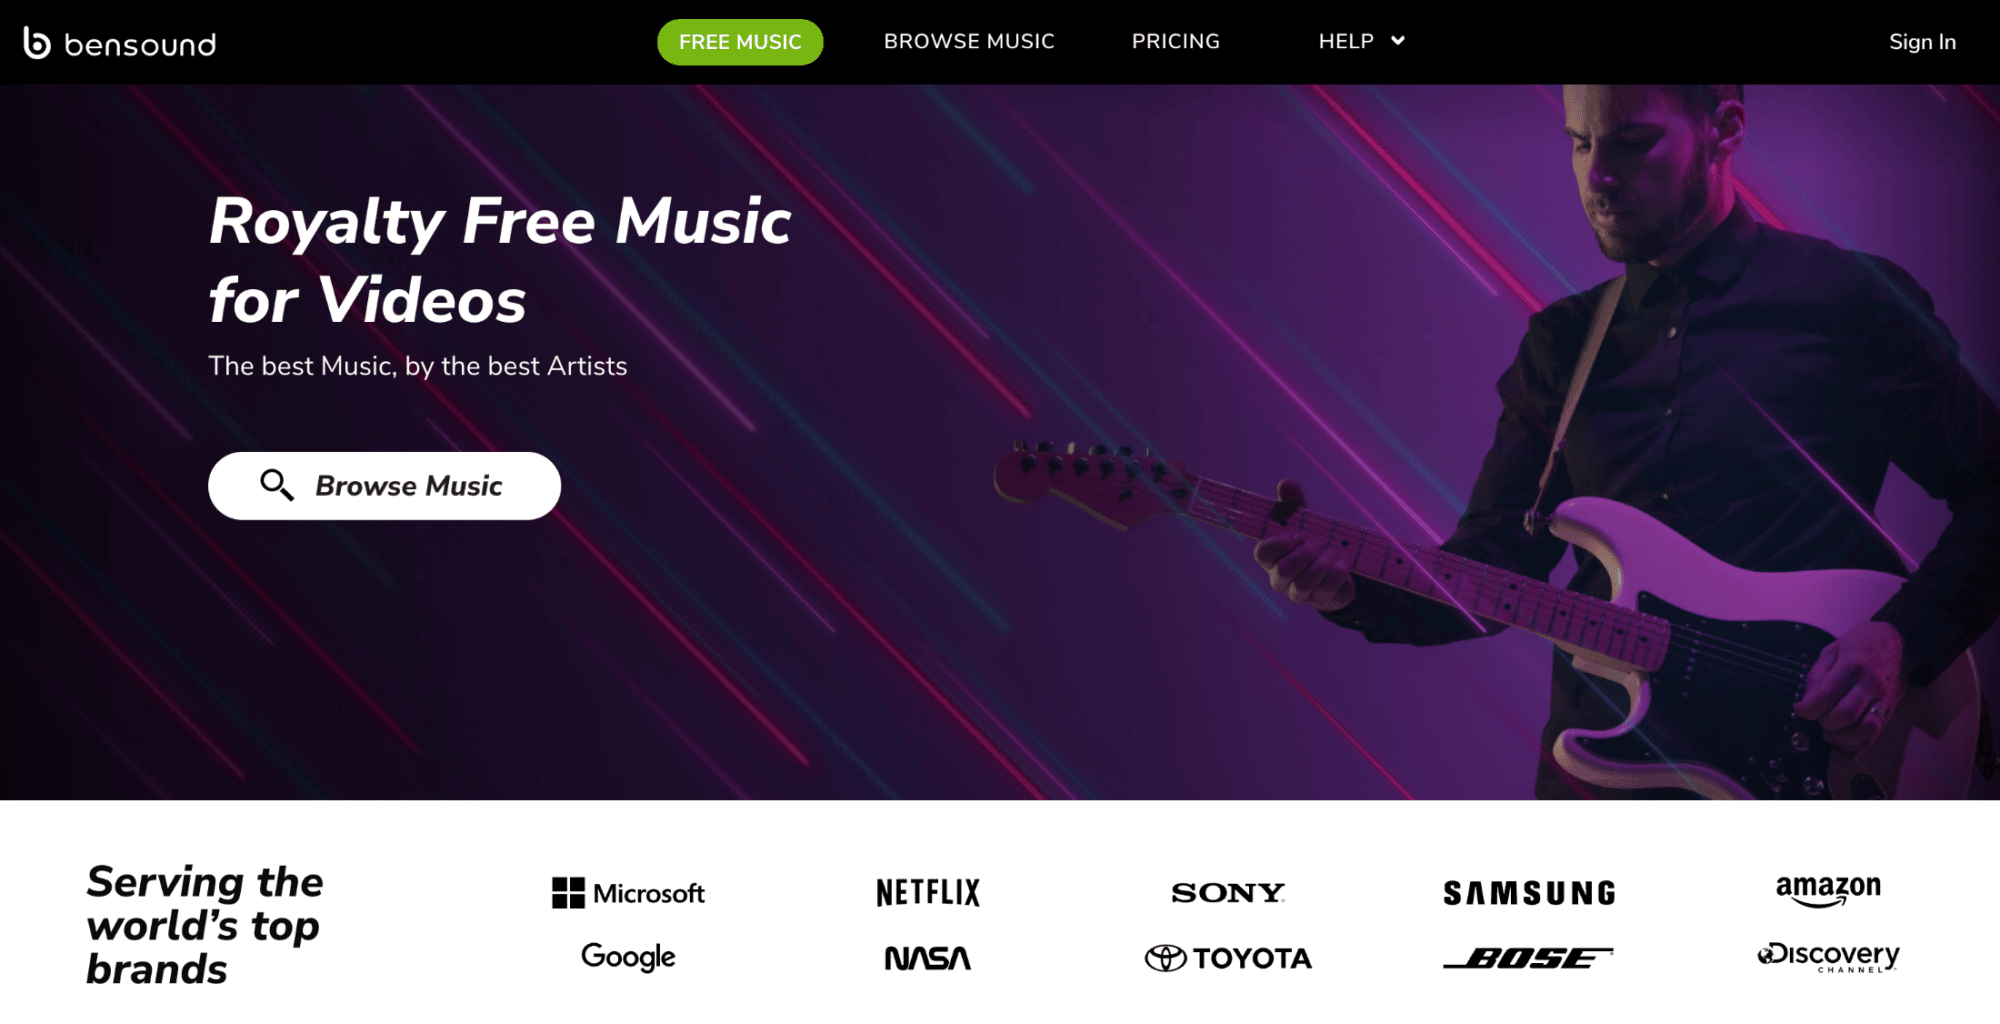 bensound
FREE MUSIC
BROWSE MUSIC
PRICING
HELP
Sign In
Royalty Free Music
for Videos
The best Music, by the best Artists
Browse Music
Serving the
world's top
brands
Microsoft
NETFLIX
SONY
SAMSUNG
amazon
Google
NASA
TOYOTA
BOSE
Discovery
CHANNEL